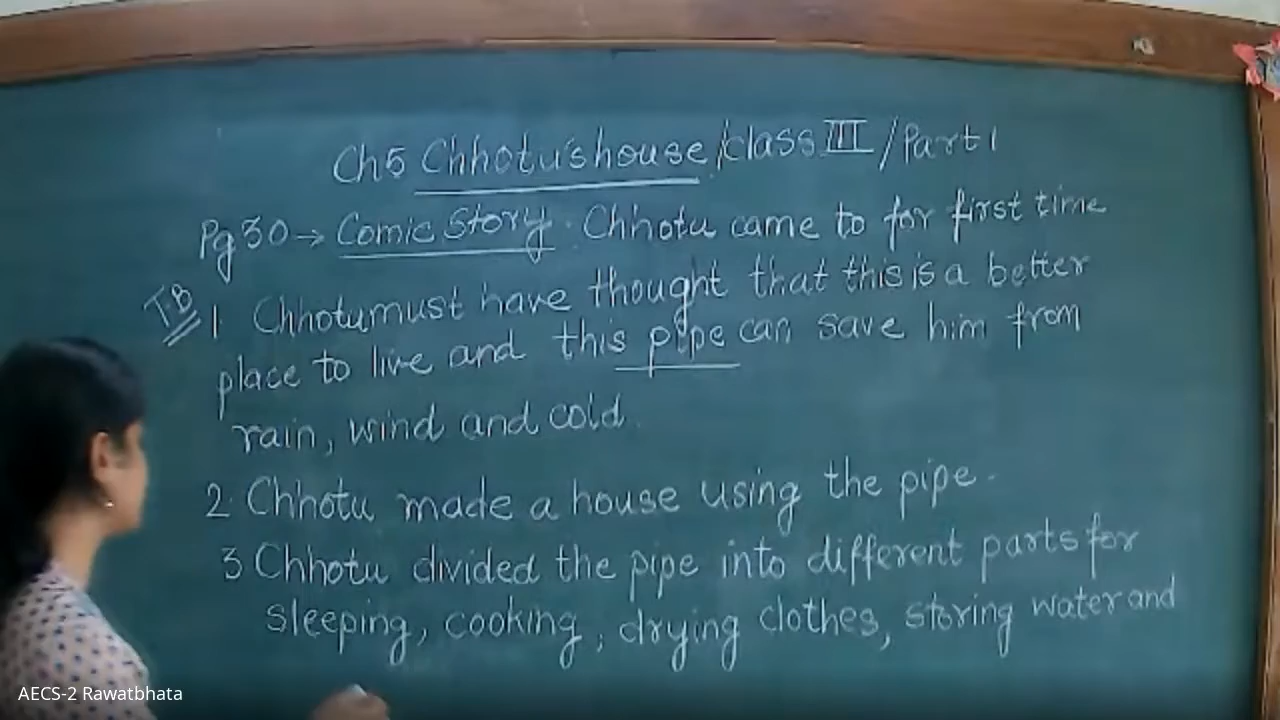 Ch5 Chhotu's house/class III/Part 1
Pg 30→ Comic Story. Chhotu came to for first time
TB
1. Chhotu must have thought that this is a better
place to live and this pipe can save him from
rain, wind and cold.
2. Chhotu made a house using the pipe.
3 Chhotu divided the pipe into different parts for
sleeping, cooking, drying clothes, storing water and
AECS-2 Rawatbhata